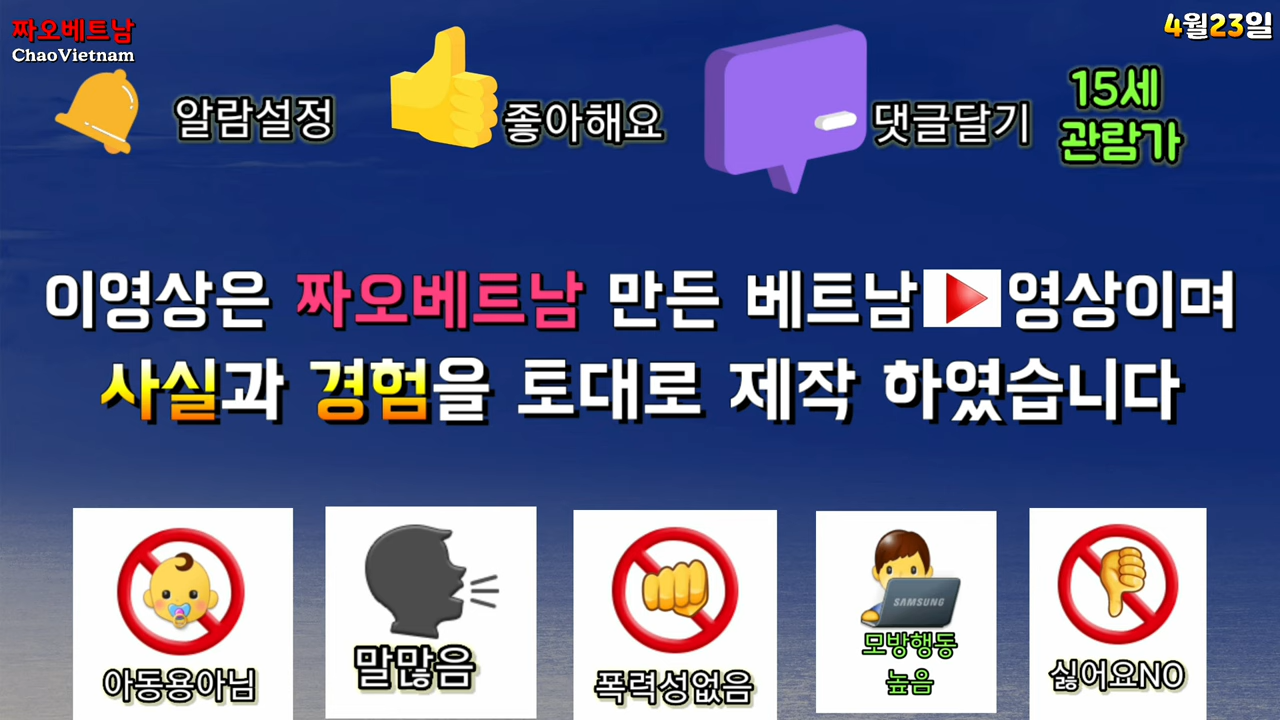 짜오베트남
ChaoVietnam
4월23일
알람설정
좋아해요
댓글달기
15세
관람가
이영상은 짜오베트남 만든 베트남 영상이며
사실과 경험을 토대로 제작 하였습니다
SAMSUNG
아동용아님
말많음
폭력성없음
모방행동
높음
싫어요NO